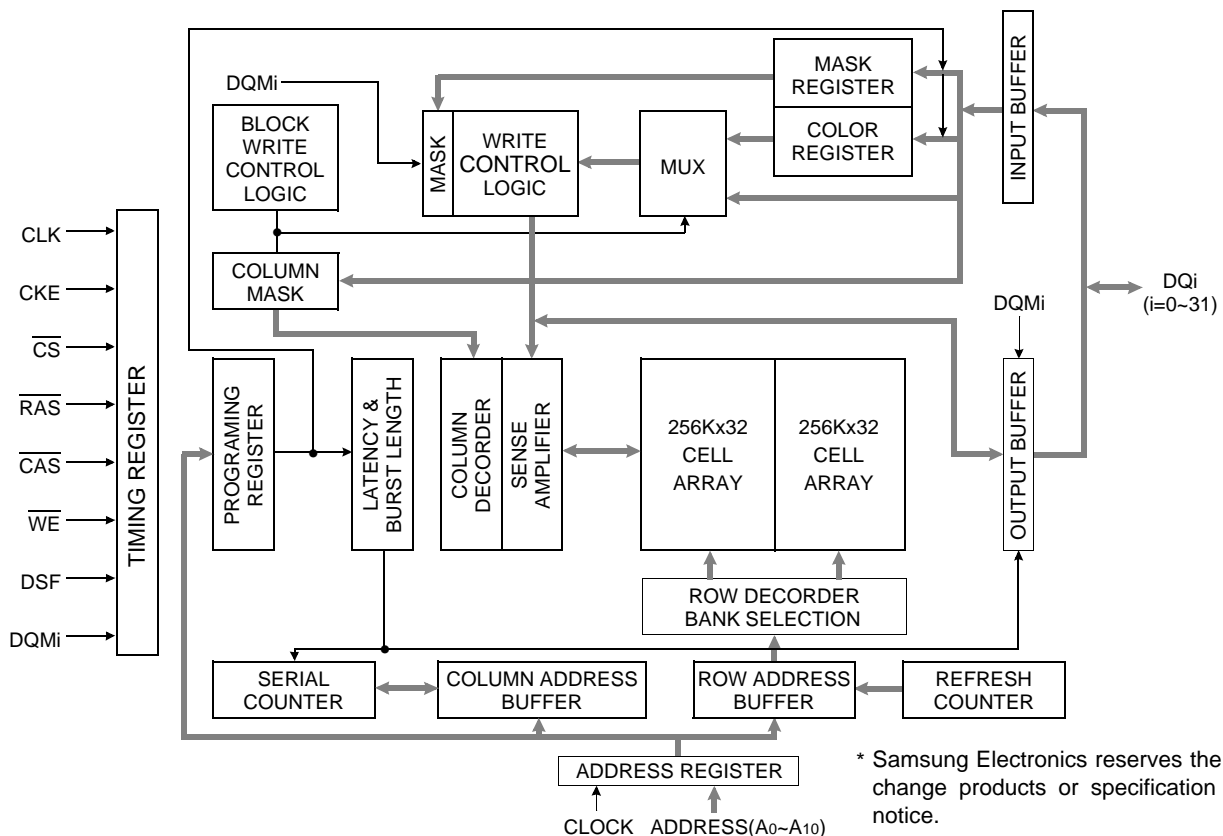 DQMi
MASK
REGISTER
COLOR
REGISTER
INPUT BUFFER
BLOCK
WRITE
CONTROL
LOGIC
MASK
WRITE
CONTROL
LOGIC
MUX
COLUMN
MASK
CLK
CKE
CS
RAS
CAS
WE
DSF
DQMi
TIMING REGISTER
DQi
(i=0~31)
DQMi
PROGRAMING
REGISTER
LATENCY &
BURST LENGTH
COLUMN
DECORDER
SENSE
AMPLIFIER
256Kx32
CELL
ARRAY
256Kx32
CELL
ARRAY
OUTPUT BUFFER
ROW DECORDER
BANK SELECTION
SERIAL
COUNTER
COLUMN ADDRESS
BUFFER
ROW ADDRESS
BUFFER
REFRESH
COUNTER
ADDRESS REGISTER
CLOCK
ADDRESS(A0~A10)
* Samsung Electronics reserves the
change products or specification
notice.